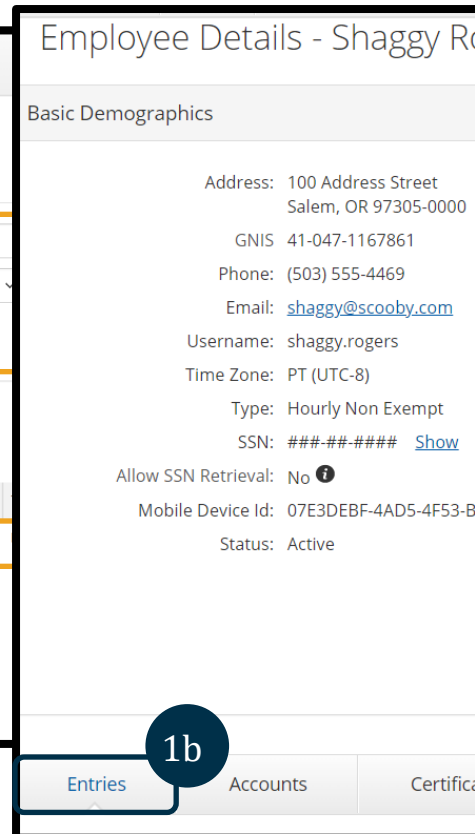 Employee Details - Shaggy
Basic Demographics
Address: 100 Address Street
Salem, OR 97305-0000
GNIS 41-047-1167861
Phone: (503) 555-4469
Email: shaggy@scooby.com
Username: shaggy.rogers
Time Zone: PT (UTC-8)
Type: Hourly Non Exempt
SSN: ###-##-#### Show
Allow SSN Retrieval: No
Mobile Device Id: 07E3DEBF-4AD5-4F53-B
Status: Active
1b
Entries Accounts Certifica